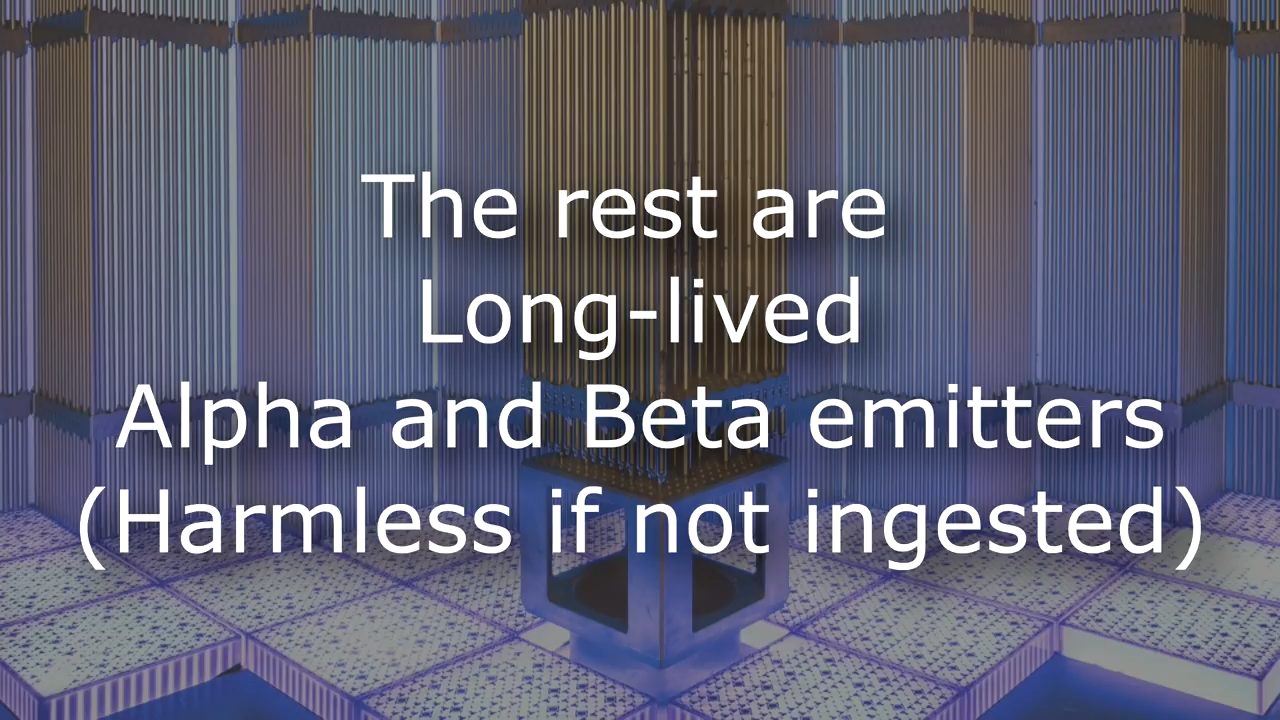 The rest are
Long-lived
Alpha and Beta emitters
(Harmless if not ingested)